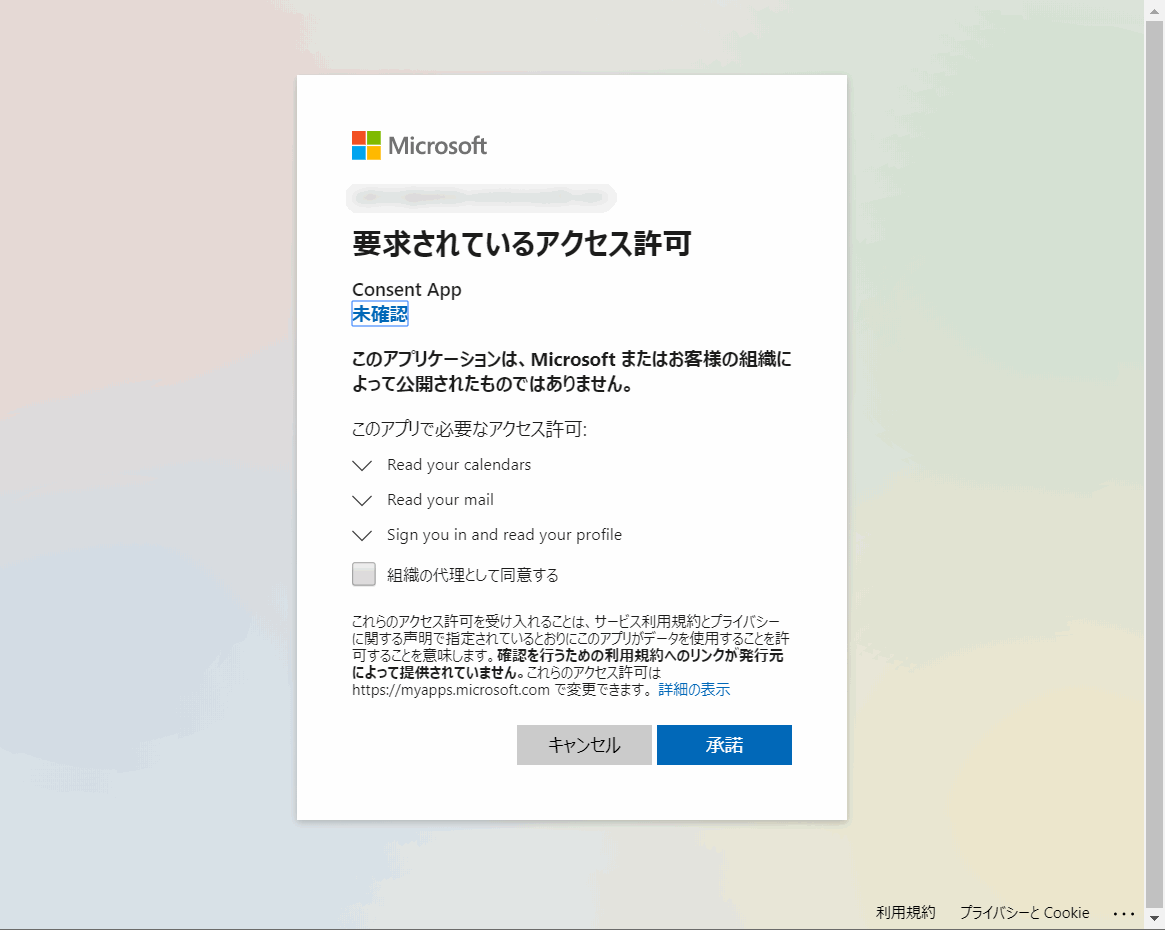 Microsoft
要求されているアクセス許可
Consent App
未確認
このアプリケーションは、Microsoft またはお客様の組織に
よって公開されたものではありません。
このアプリで必要なアクセス許可:
Read your calendars
Read your mail
Sign you in and read your profile
組織の代理として同意する
これらのアクセス許可を受け入れることは、サービス利用規約とプライバシー
に関する声明で指定されているとおりにこのアプリがデータを使用することを許
可することを意味します。確認を行うための利用規約へのリンクが発行元
によって提供されていません。これらのアクセス許可は
https://myapps.microsoft.com で変更できます。 詳細の表示
キャンセル 承諾
利用規約 プライバシーと Cookie ...